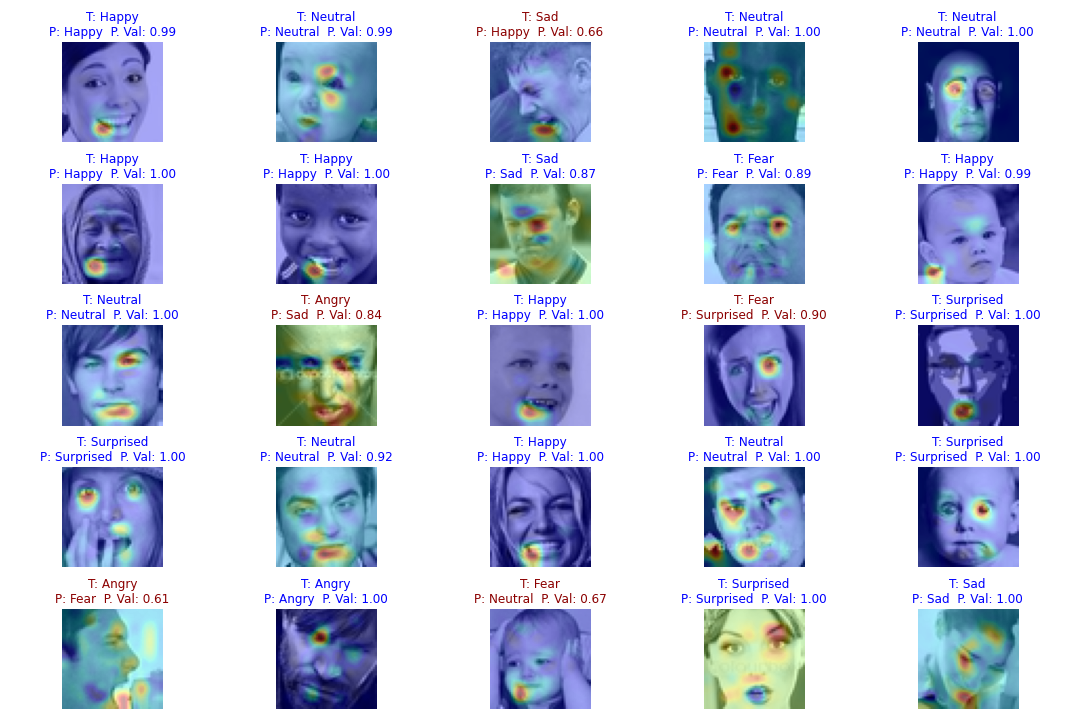 T: Happy
P: Happy P. Val: 0.99
T: Neutral
P: Neutral P. Val: 0.99
T: Sad
P: Happy P. Val: 0.66
T: Neutral
P: Neutral P. Val: 1.00
T: Neutral
P: Neutral P. Val: 1.00
T: Happy
P: Happy P. Val: 1.00
T: Happy
P: Happy P. Val: 1.00
T: Sad
P: Sad P. Val: 0.87
T: Fear
P: Fear P. Val: 0.89
T: Happy
P: Happy P. Val: 0.99
T: Neutral
P: Neutral P. Val: 1.00
T: Angry
P: Sad P. Val: 0.84
T: Happy
P: Happy P. Val: 1.00
T: Fear
P: Surprised P. Val: 0.90
T: Surprised
P: Surprised P. Val: 1.00
T: Surprised
P: Surprised P. Val: 1.00
T: Neutral
P: Neutral P. Val: 0.92
T: Happy
P: Happy P. Val: 1.00
T: Neutral
P: Neutral P. Val: 1.00
T: Surprised
P: Surprised P. Val: 1.00
T: Angry
P: Fear P. Val: 0.61
T: Angry
P: Angry P. Val: 1.00
T: Fear
P: Neutral P. Val: 0.67
T: Surprised
P: Surprised P. Val: 1.00
T: Sad
P: Sad P. Val: 1.00